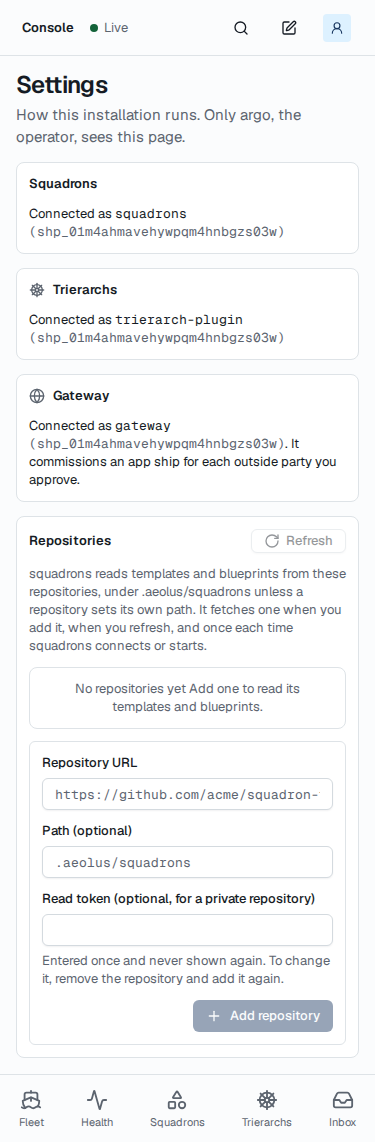 Console Live
Settings
How this installation runs. Only argo, the
operator, sees this page.
Squadrons
Connected as squadrons
(shp_01m4ahmavehywpqm4hnbgzs03w)
Trierarchs
Connected as trierarch-plugin
(shp_01m4ahmavehywpqm4hnbgzs03w)
Gateway
Connected as gateway
(shp_01m4ahmavehywpqm4hnbgzs03w). It
commissions an app ship for each outside party you
approve.
Repositories Refresh
squadrons reads templates and blueprints from these
repositories, under .aeolus/squadrons unless a
repository sets its own path. It fetches one when you
add it, when you refresh, and once each time
squadrons connects or starts.
No repositories yet Add one to read its
templates and blueprints.
Repository URL
https://github.com/acme/squadron-
Path (optional)
.aeolus/squadrons
Read token (optional, for a private repository)
Entered once and never shown again. To change
it, remove the repository and add it again.
Add repository
Fleet Health Squadrons Trierarchs Inbox